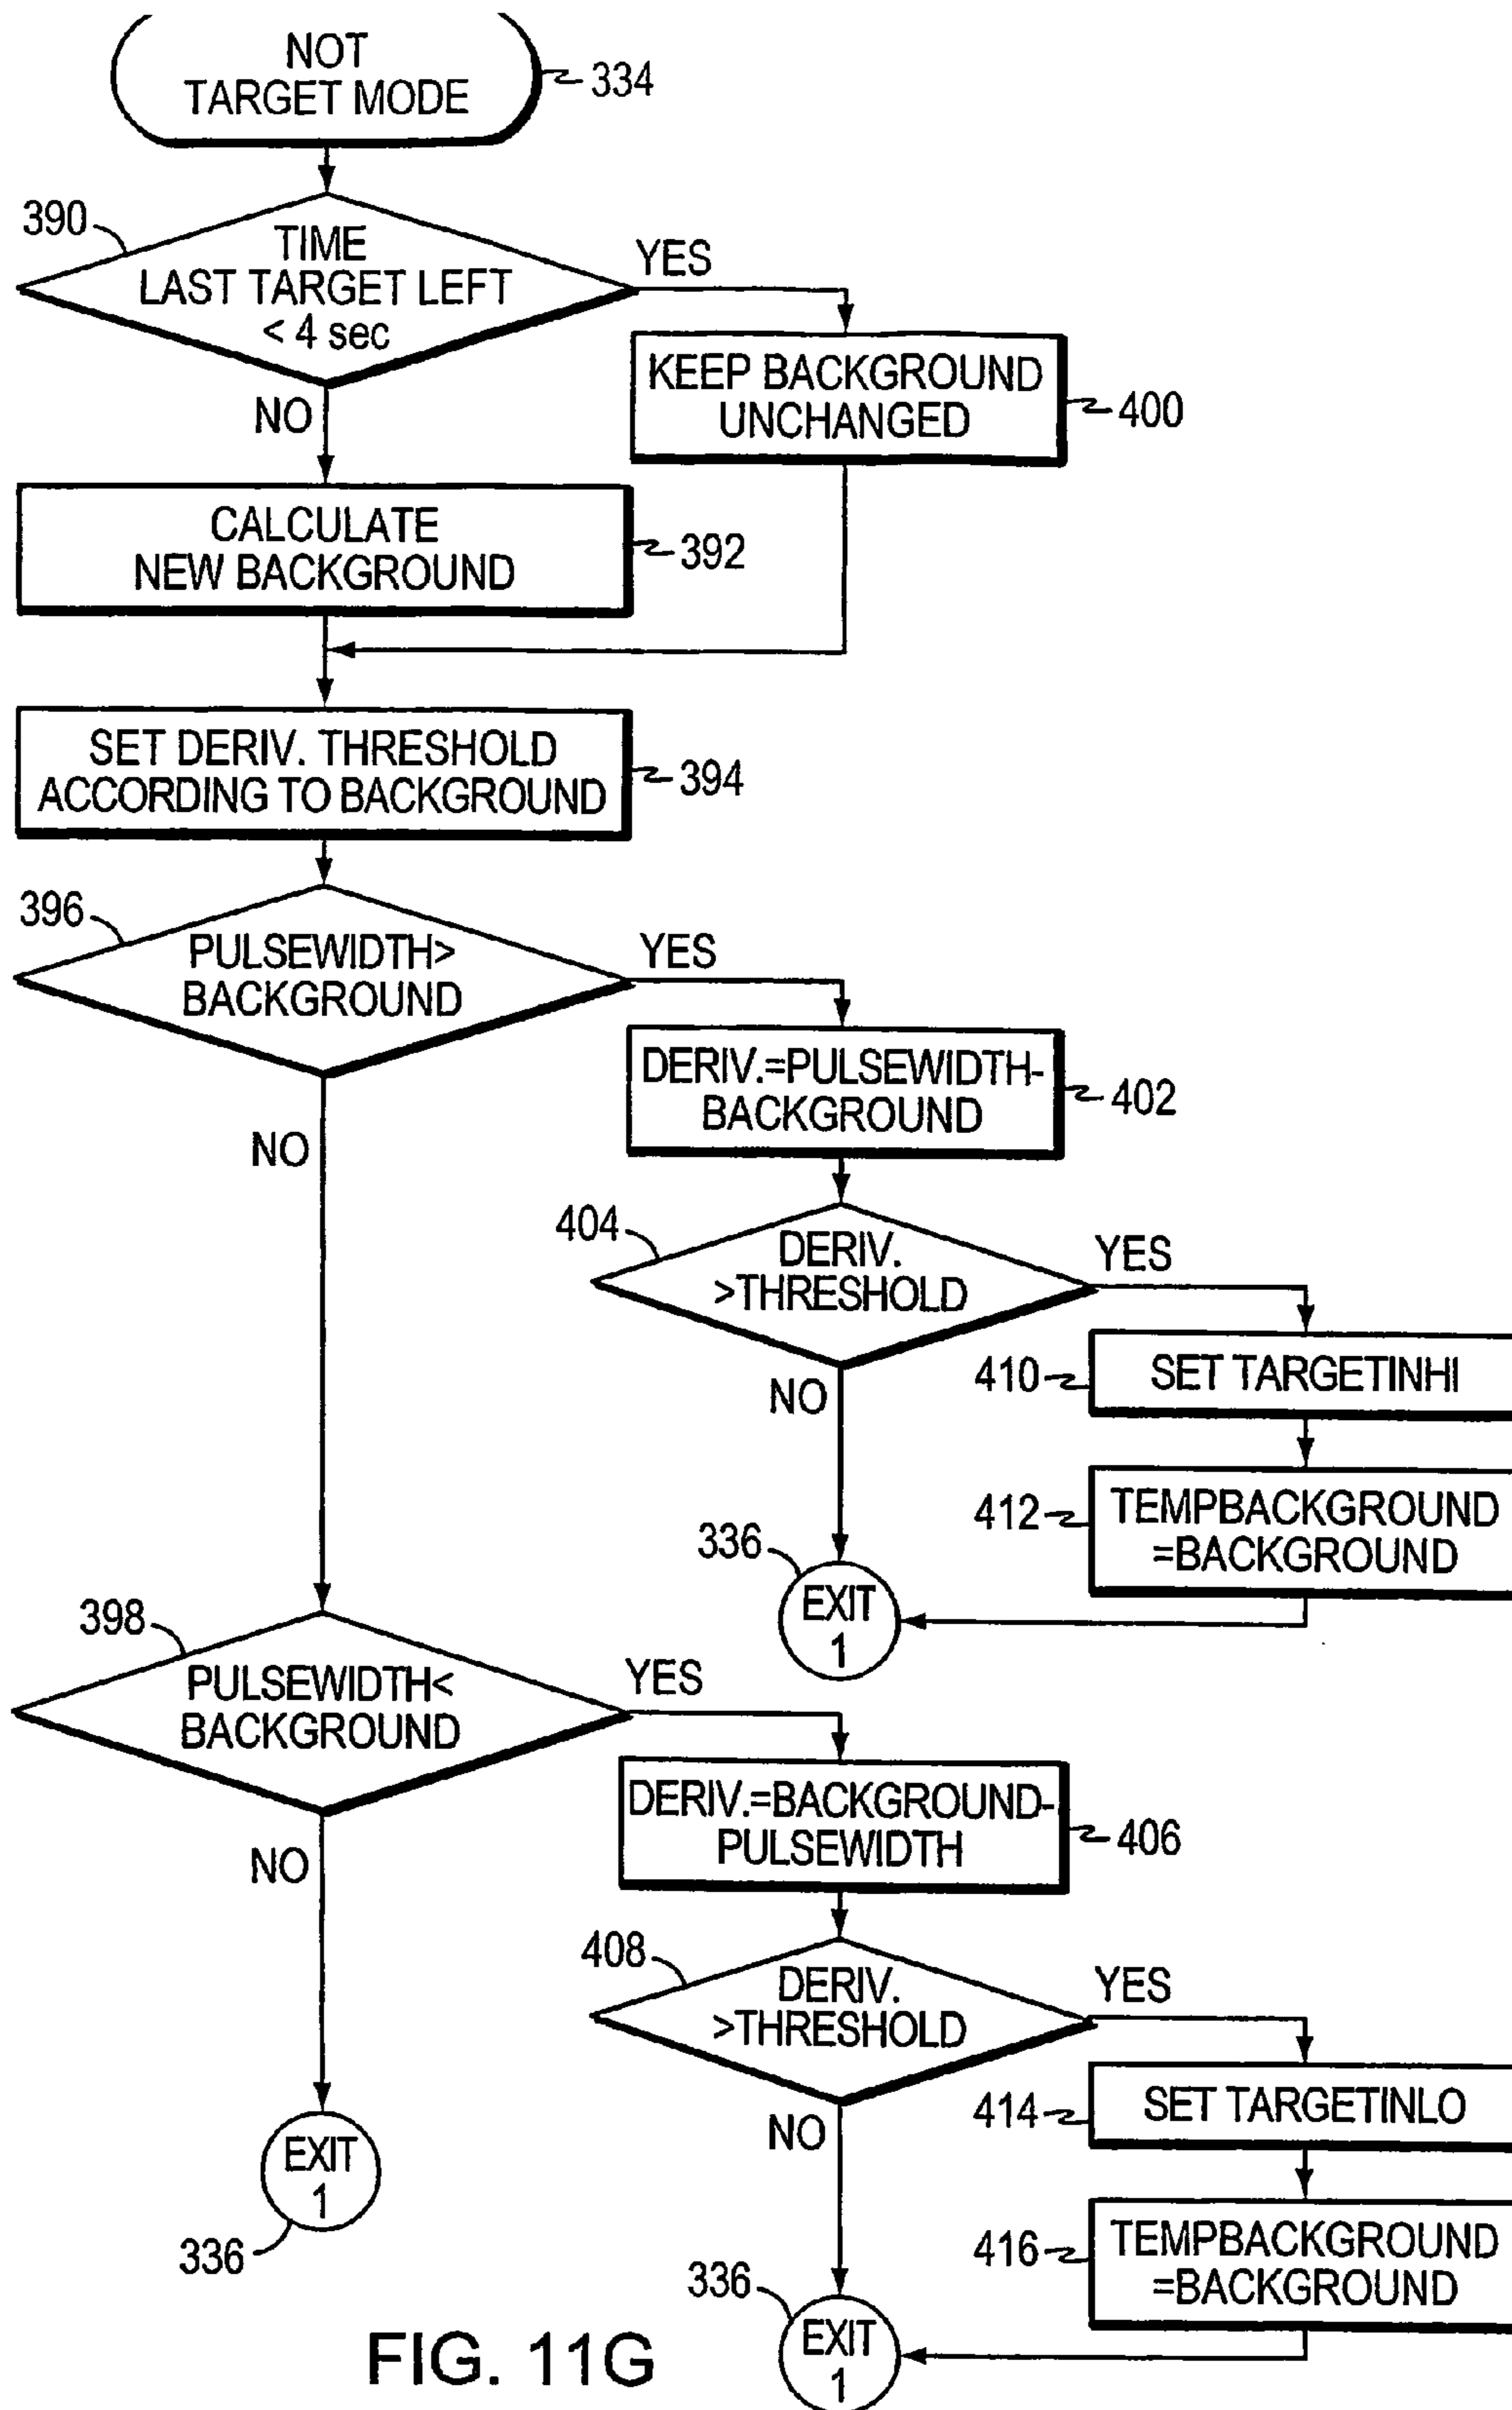 NOT
TARGET MODE
334
390
TIME
LAST TARGET LEFT
< 4 sec
YES
NO
KEEP BACKGROUND
UNCHANGED
400
CALCULATE
NEW BACKGROUND
392
SET DERIV. THRESHOLD
ACCORDING TO BACKGROUND
394
396
PULSEWIDTH>
BACKGROUND
YES
NO
DERIV.=PULSEWIDTH-
BACKGROUND
402
404
DERIV.
>THRESHOLD
YES
NO
410
SET TARGETINHI
412
TEMPBACKGROUND
=BACKGROUND
336
EXIT
1
398
PULSEWIDTH<
BACKGROUND
YES
NO
DERIV.=BACKGROUND-
PULSEWIDTH
406
408
DERIV.
>THRESHOLD
YES
NO
414
SET TARGETINLO
416
TEMPBACKGROUND
=BACKGROUND
EXIT
1
336
336
EXIT
1
FIG. 11G